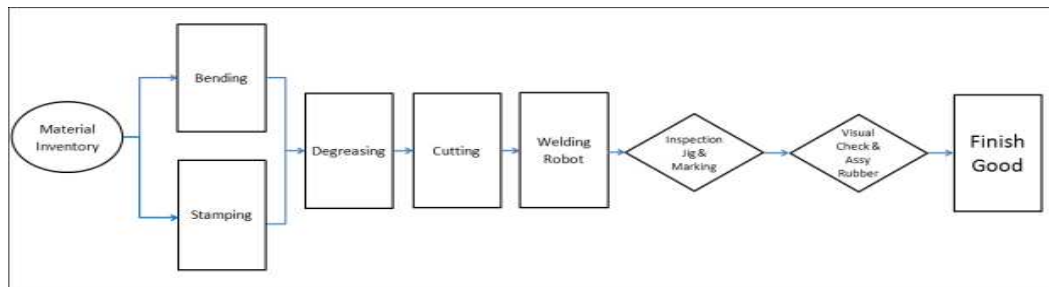 Material
Inventory
Bending
Stamping
Degreasing
Cutting
Welding
Robot
Inspection
Jig &
Marking
Visual
Check &
Assy
Rubber
Finish
Good